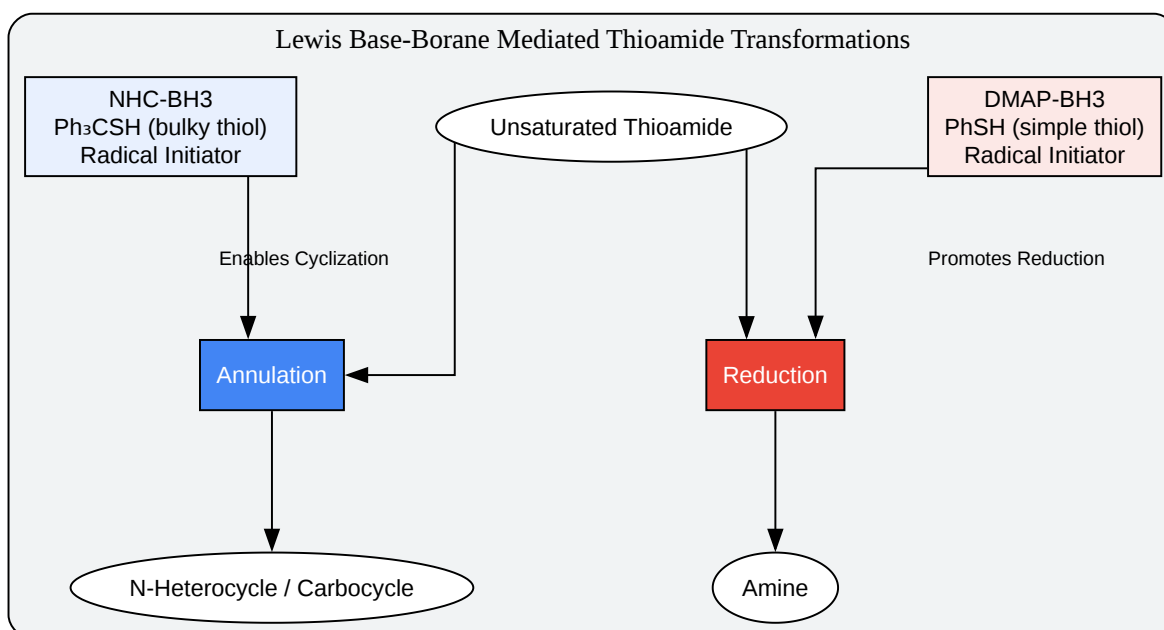 Lewis Base-Borane Mediated Thioamide Transformations
NHC-BH3
Ph₃CSH (bulky thiol)
Radical Initiator
Unsaturated Thioamide
DMAP-BH3
PhSH (simple thiol)
Radical Initiator
Enables Cyclization
Promotes Reduction
Annulation
Reduction
N-Heterocycle / Carbocycle
Amine